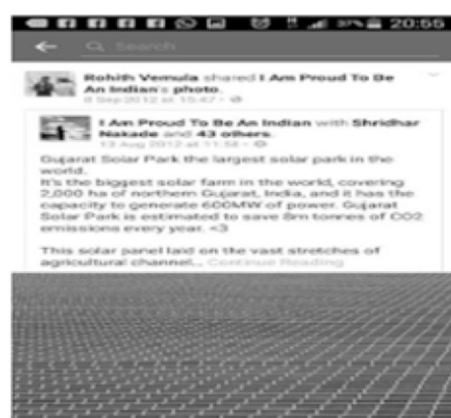 37% 20:55
Search
Rohith Vemula shared I Am Proud To Be
An Indian's photo.
8 Sep 2012 at 15:47 •
I Am Proud To Be An Indian with Shridhar
Nakade and 43 others.
13 Aug 2012 at 11:58 •
Gujarat Solar Park the largest solar park in the
world.
It's the biggest solar farm in the world, covering
2,000 ha of northern Gujarat, India, and it has the
capacity to generate 600MW of power. Gujarat
Solar Park is estimated to save 8m tonnes of CO2
emissions every year. <3
This solar panel laid on the vast stretches of
agricultural channel... Continue Reading